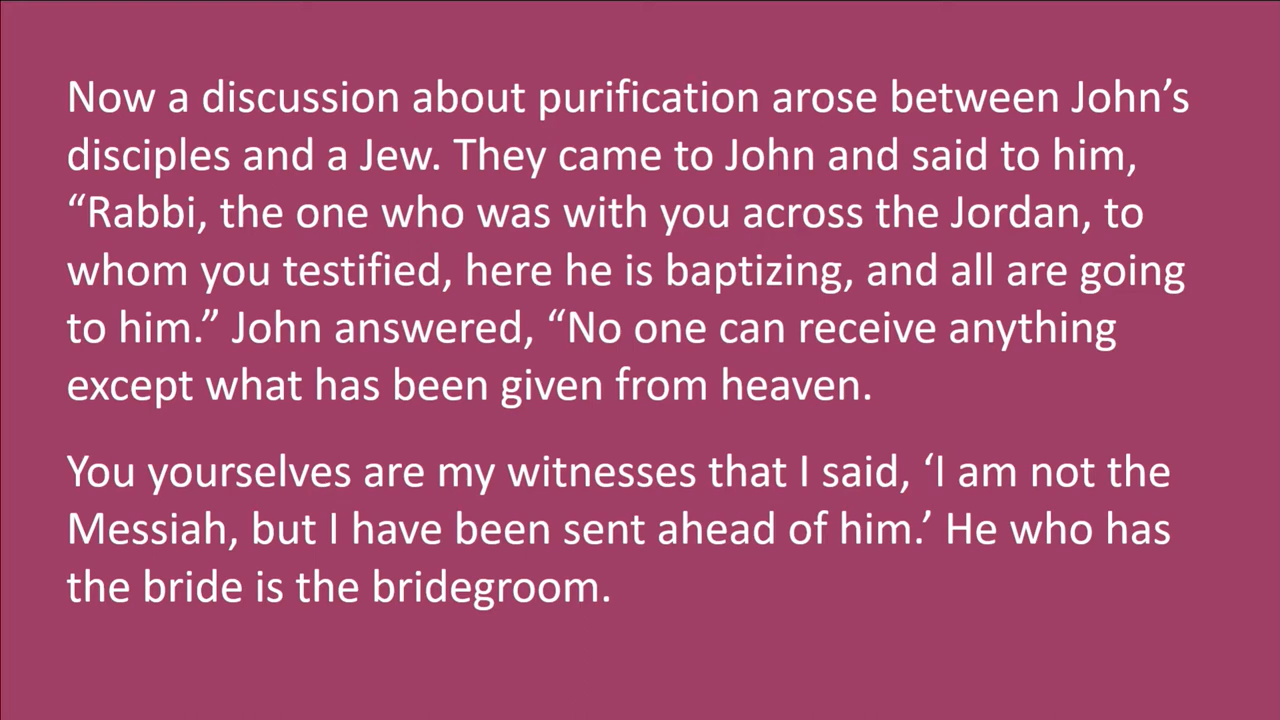 Now a discussion about purification arose between John’s
disciples and a Jew. They came to John and said to him,
“Rabbi, the one who was with you across the Jordan, to
whom you testified, here he is baptizing, and all are going
to him.” John answered, “No one can receive anything
except what has been given from heaven.
You yourselves are my witnesses that I said, ‘I am not the
Messiah, but I have been sent ahead of him.’ He who has
the bride is the bridegroom.